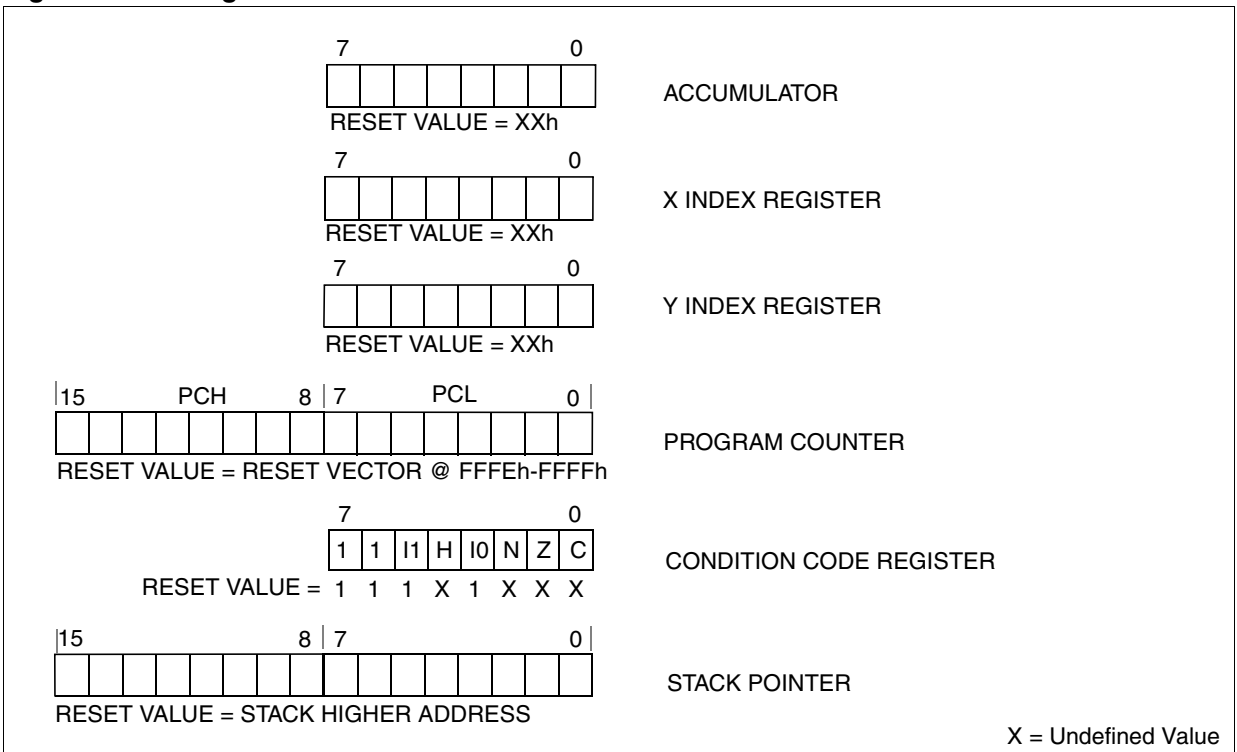 7 0
ACCUMULATOR
RESET VALUE = XXh
7 0
X INDEX REGISTER
RESET VALUE = XXh
7 0
Y INDEX REGISTER
RESET VALUE = XXh
15 PCH 8 7 PCL 0
PROGRAM COUNTER
RESET VALUE = RESET VECTOR @ FFFEh-FFFFh
7 0
1 1 I1 H I0 N Z C
CONDITION CODE REGISTER
RESET VALUE = 1 1 1 X 1 X X X
15 8 7 0
STACK POINTER
RESET VALUE = STACK HIGHER ADDRESS
X = Undefined Value